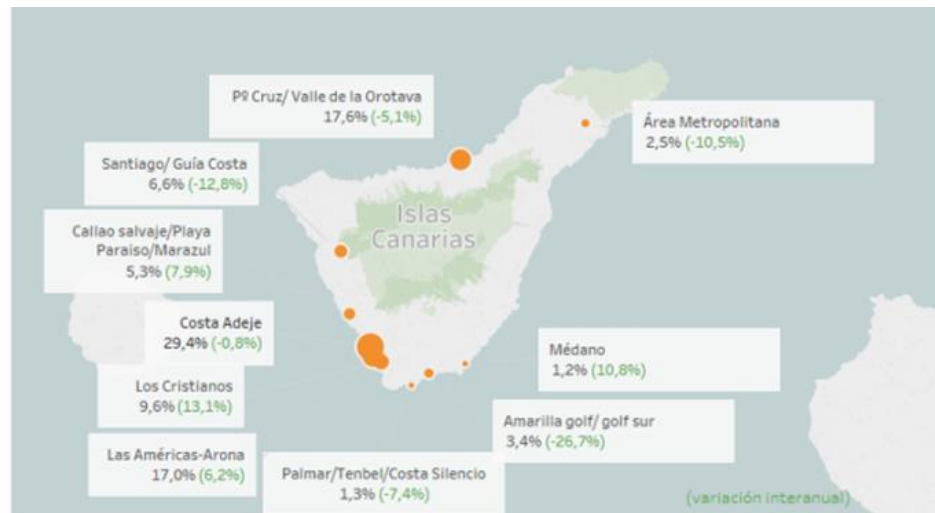 Pº Cruz/ Valle de la Orotava
17,6% (-5,1%)
Área Metropolitana
2,5% (-10,5%)
Santiago/ Guía Costa
6,6% (-12,8%)
Islas
Canarias
Callao salvaje/Playa
Paraiso/Marazul
5,3% (7,9%)
Costa Adeje
29,4% (-0,8%)
Médano
1,2% (10,8%)
Los Cristianos
9,6% (13,1%)
Amarilla golf/ golf sur
3,4% (-26,7%)
Las Américas-Arona
17,0% (6,2%)
Palmar/Tenbel/Costa Silencio
1,3% (-7,4%)
(variación interanual)